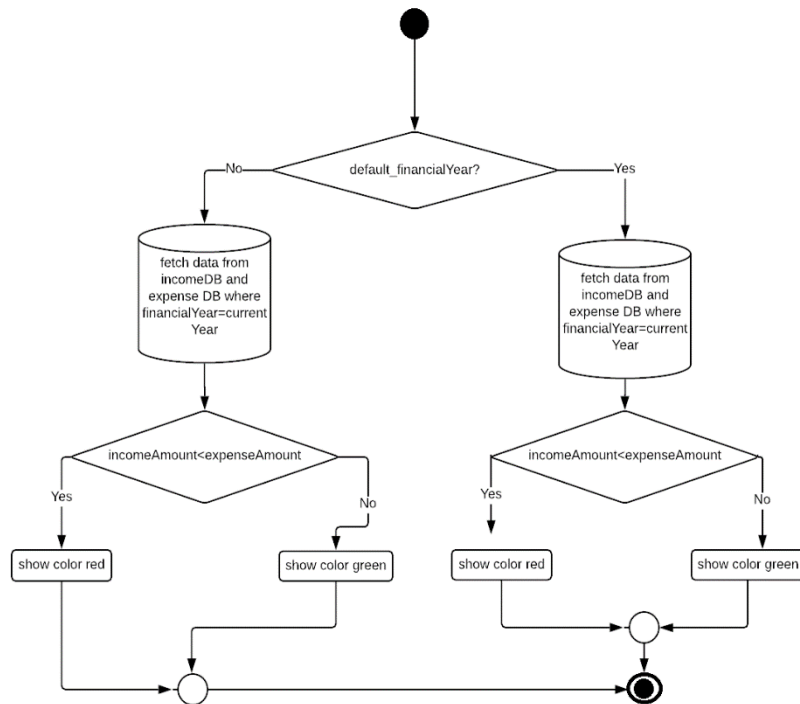 default_financialYear?
No
Yes
fetch data from
incomeDB and
expense DB where
financialYear=current
Year
fetch data from
incomeDB and
expense DB where
financialYear=current
Year
incomeAmount<expenseAmount
incomeAmount<expenseAmount
Yes
No
Yes
No
show color red
show color green
show color red
show color green